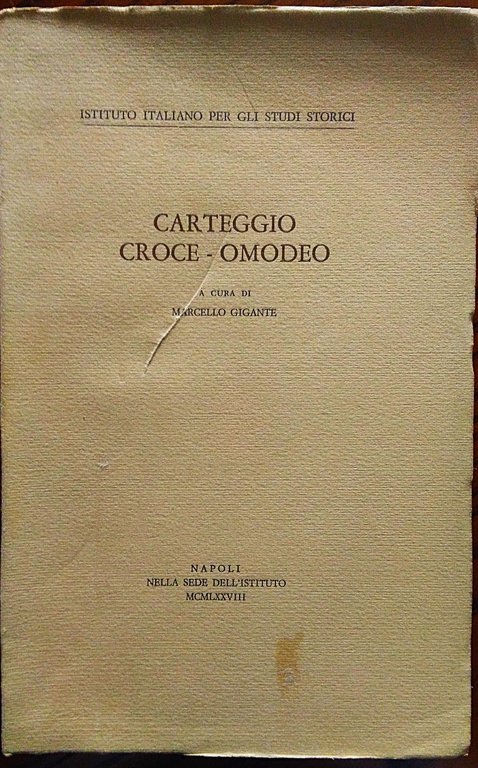 ISTITUTO ITALIANO PER GLI STUDI STORICI
CARTEGGIO
CROCE - OMODEO
A CURA DI
MARCELLO GIGANTE
NAPOLI
NELLA SEDE DELL'ISTITUTO
MCMLXXVIII